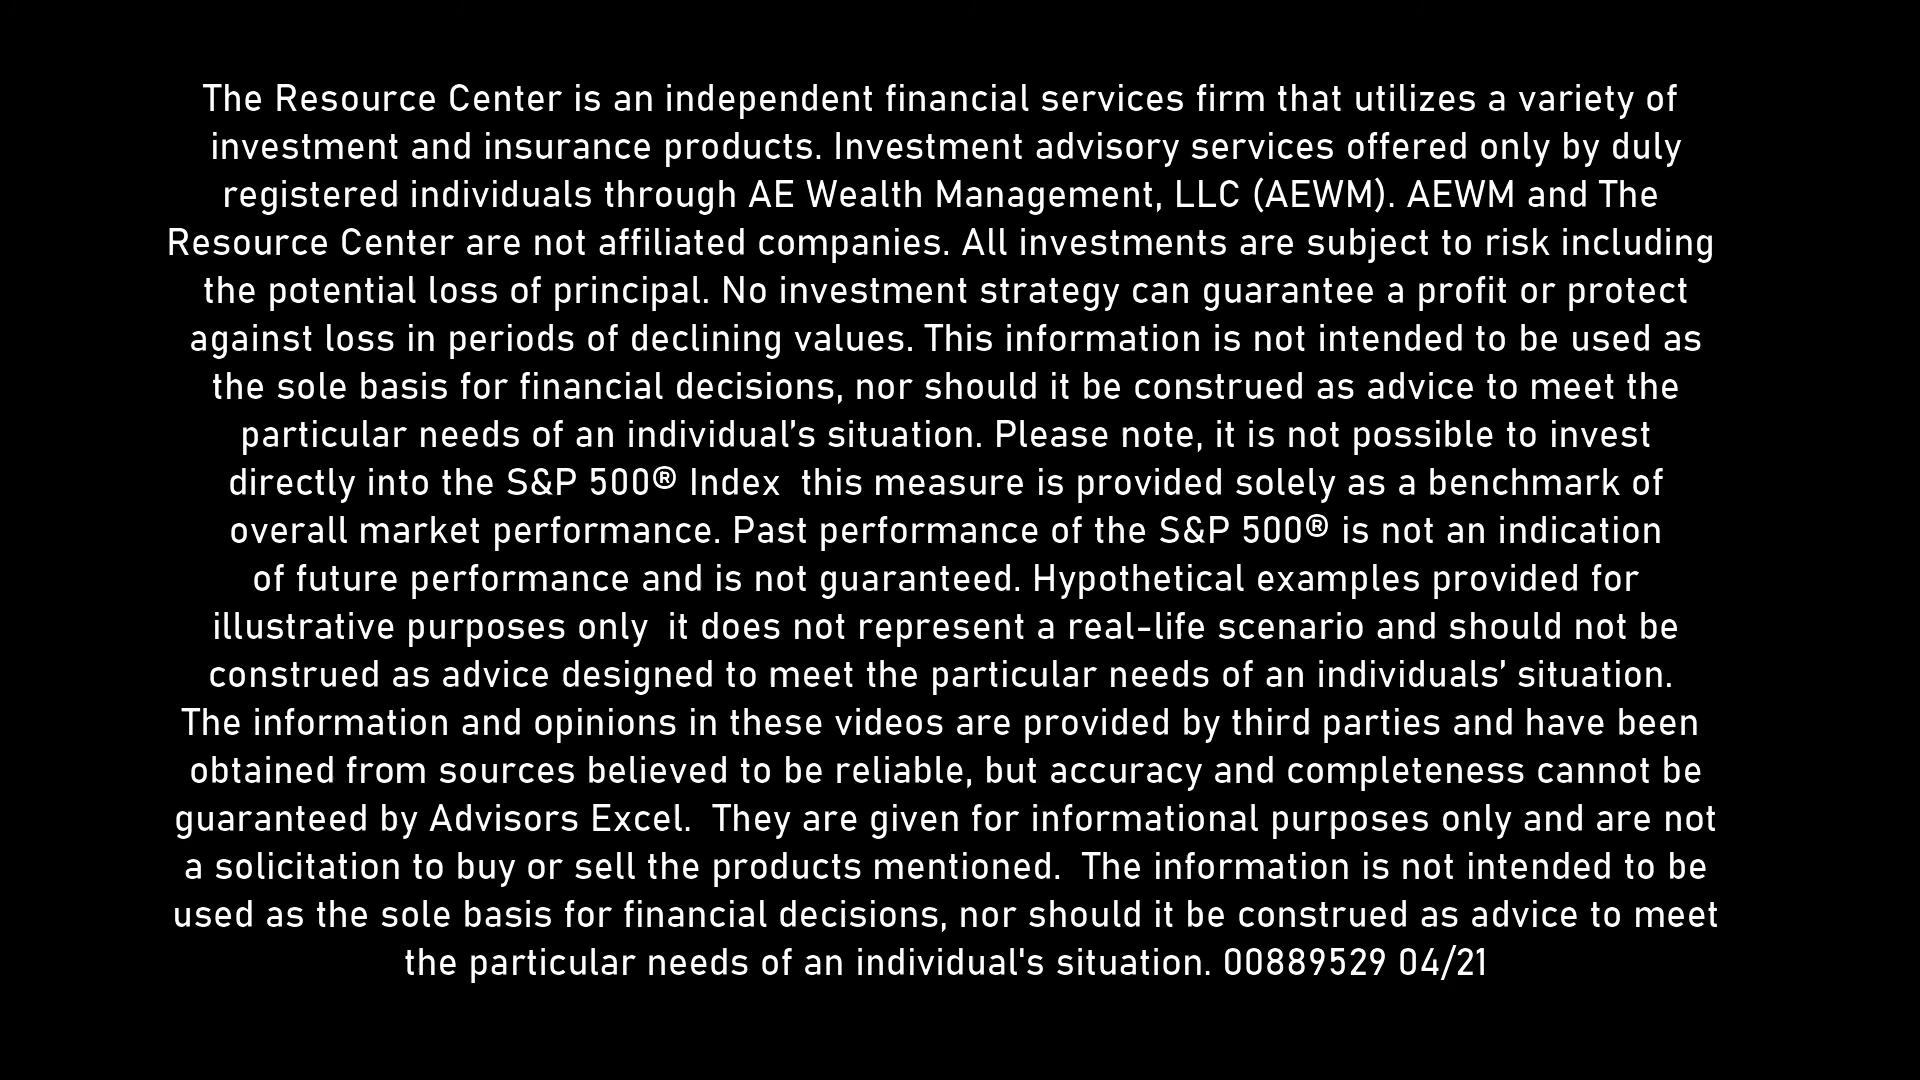 The Resource Center is an independent financial services firm that utilizes a variety of
investment and insurance products. Investment advisory services offered only by duly
registered individuals through AE Wealth Management, LLC (AEWM). AEWM and The
Resource Center are not affiliated companies. All investments are subject to risk including
the potential loss of principal. No investment strategy can guarantee a profit or protect
against loss in periods of declining values. This information is not intended to be used as
the sole basis for financial decisions, nor should it be construed as advice to meet the
particular needs of an individual’s situation. Please note, it is not possible to invest
directly into the S&P 500® Index  this measure is provided solely as a benchmark of
overall market performance. Past performance of the S&P 500® is not an indication
of future performance and is not guaranteed. Hypothetical examples provided for
illustrative purposes only  it does not represent a real-life scenario and should not be
construed as advice designed to meet the particular needs of an individuals’ situation.
The information and opinions in these videos are provided by third parties and have been
obtained from sources believed to be reliable, but accuracy and completeness cannot be
guaranteed by Advisors Excel.  They are given for informational purposes only and are not
a solicitation to buy or sell the products mentioned.  The information is not intended to be
used as the sole basis for financial decisions, nor should it be construed as advice to meet
the particular needs of an individual's situation. 00889529 04/21